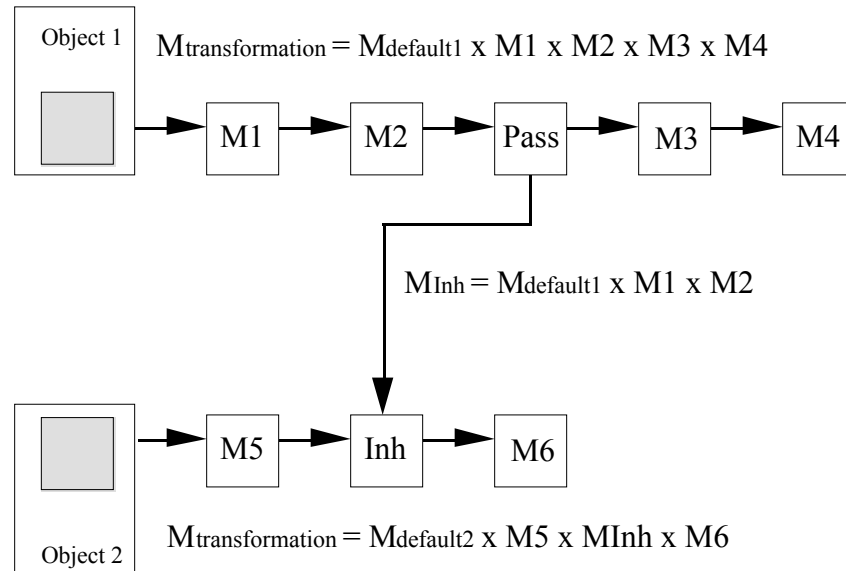 Object 1
Mtransformation = Mdefault1 x M1 x M2 x M3 x M4
M1 M2 Pass M3 M4
MInh = Mdefault1 x M1 x M2
M5 Inh M6
Mtransformation = Mdefault2 x M5 x MInh x M6
Object 2